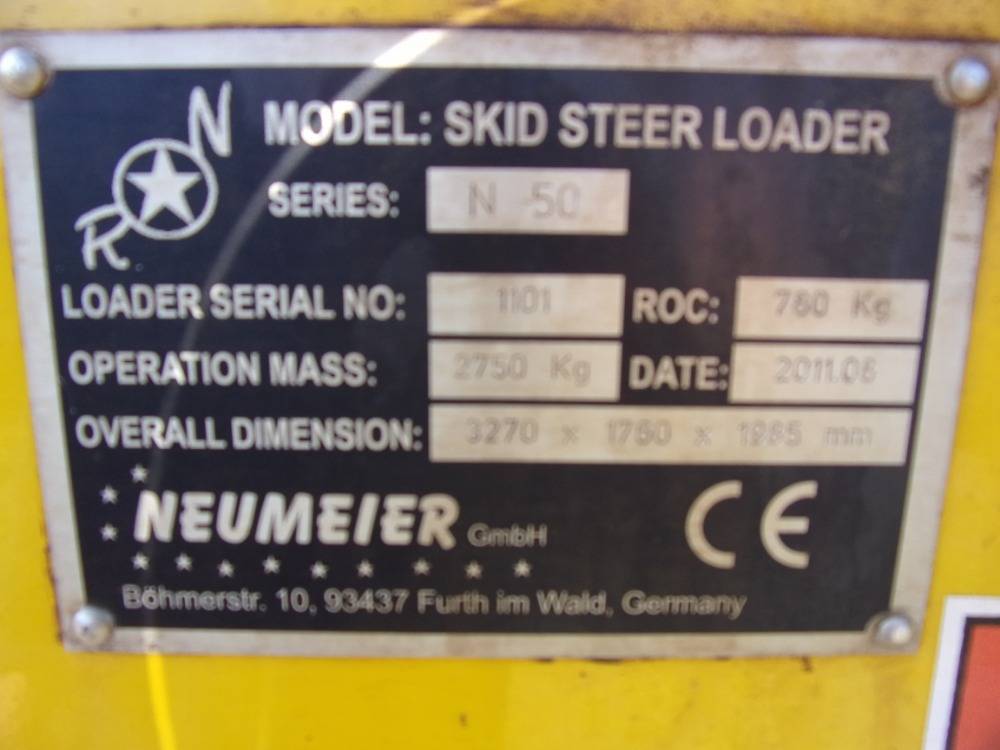 R N
MODEL: SKID STEER LOADER
SERIES: N 50
LOADER SERIAL NO: 1101 ROC: 780 Kg
OPERATION MASS: 2750 Kg DATE: 2011.06
OVERALL DIMENSION: 3270 x 1760 x 1985 mm
NEUMEIER GmbH CE
Böhmerstr. 10, 93437 Furth im Wald, Germany